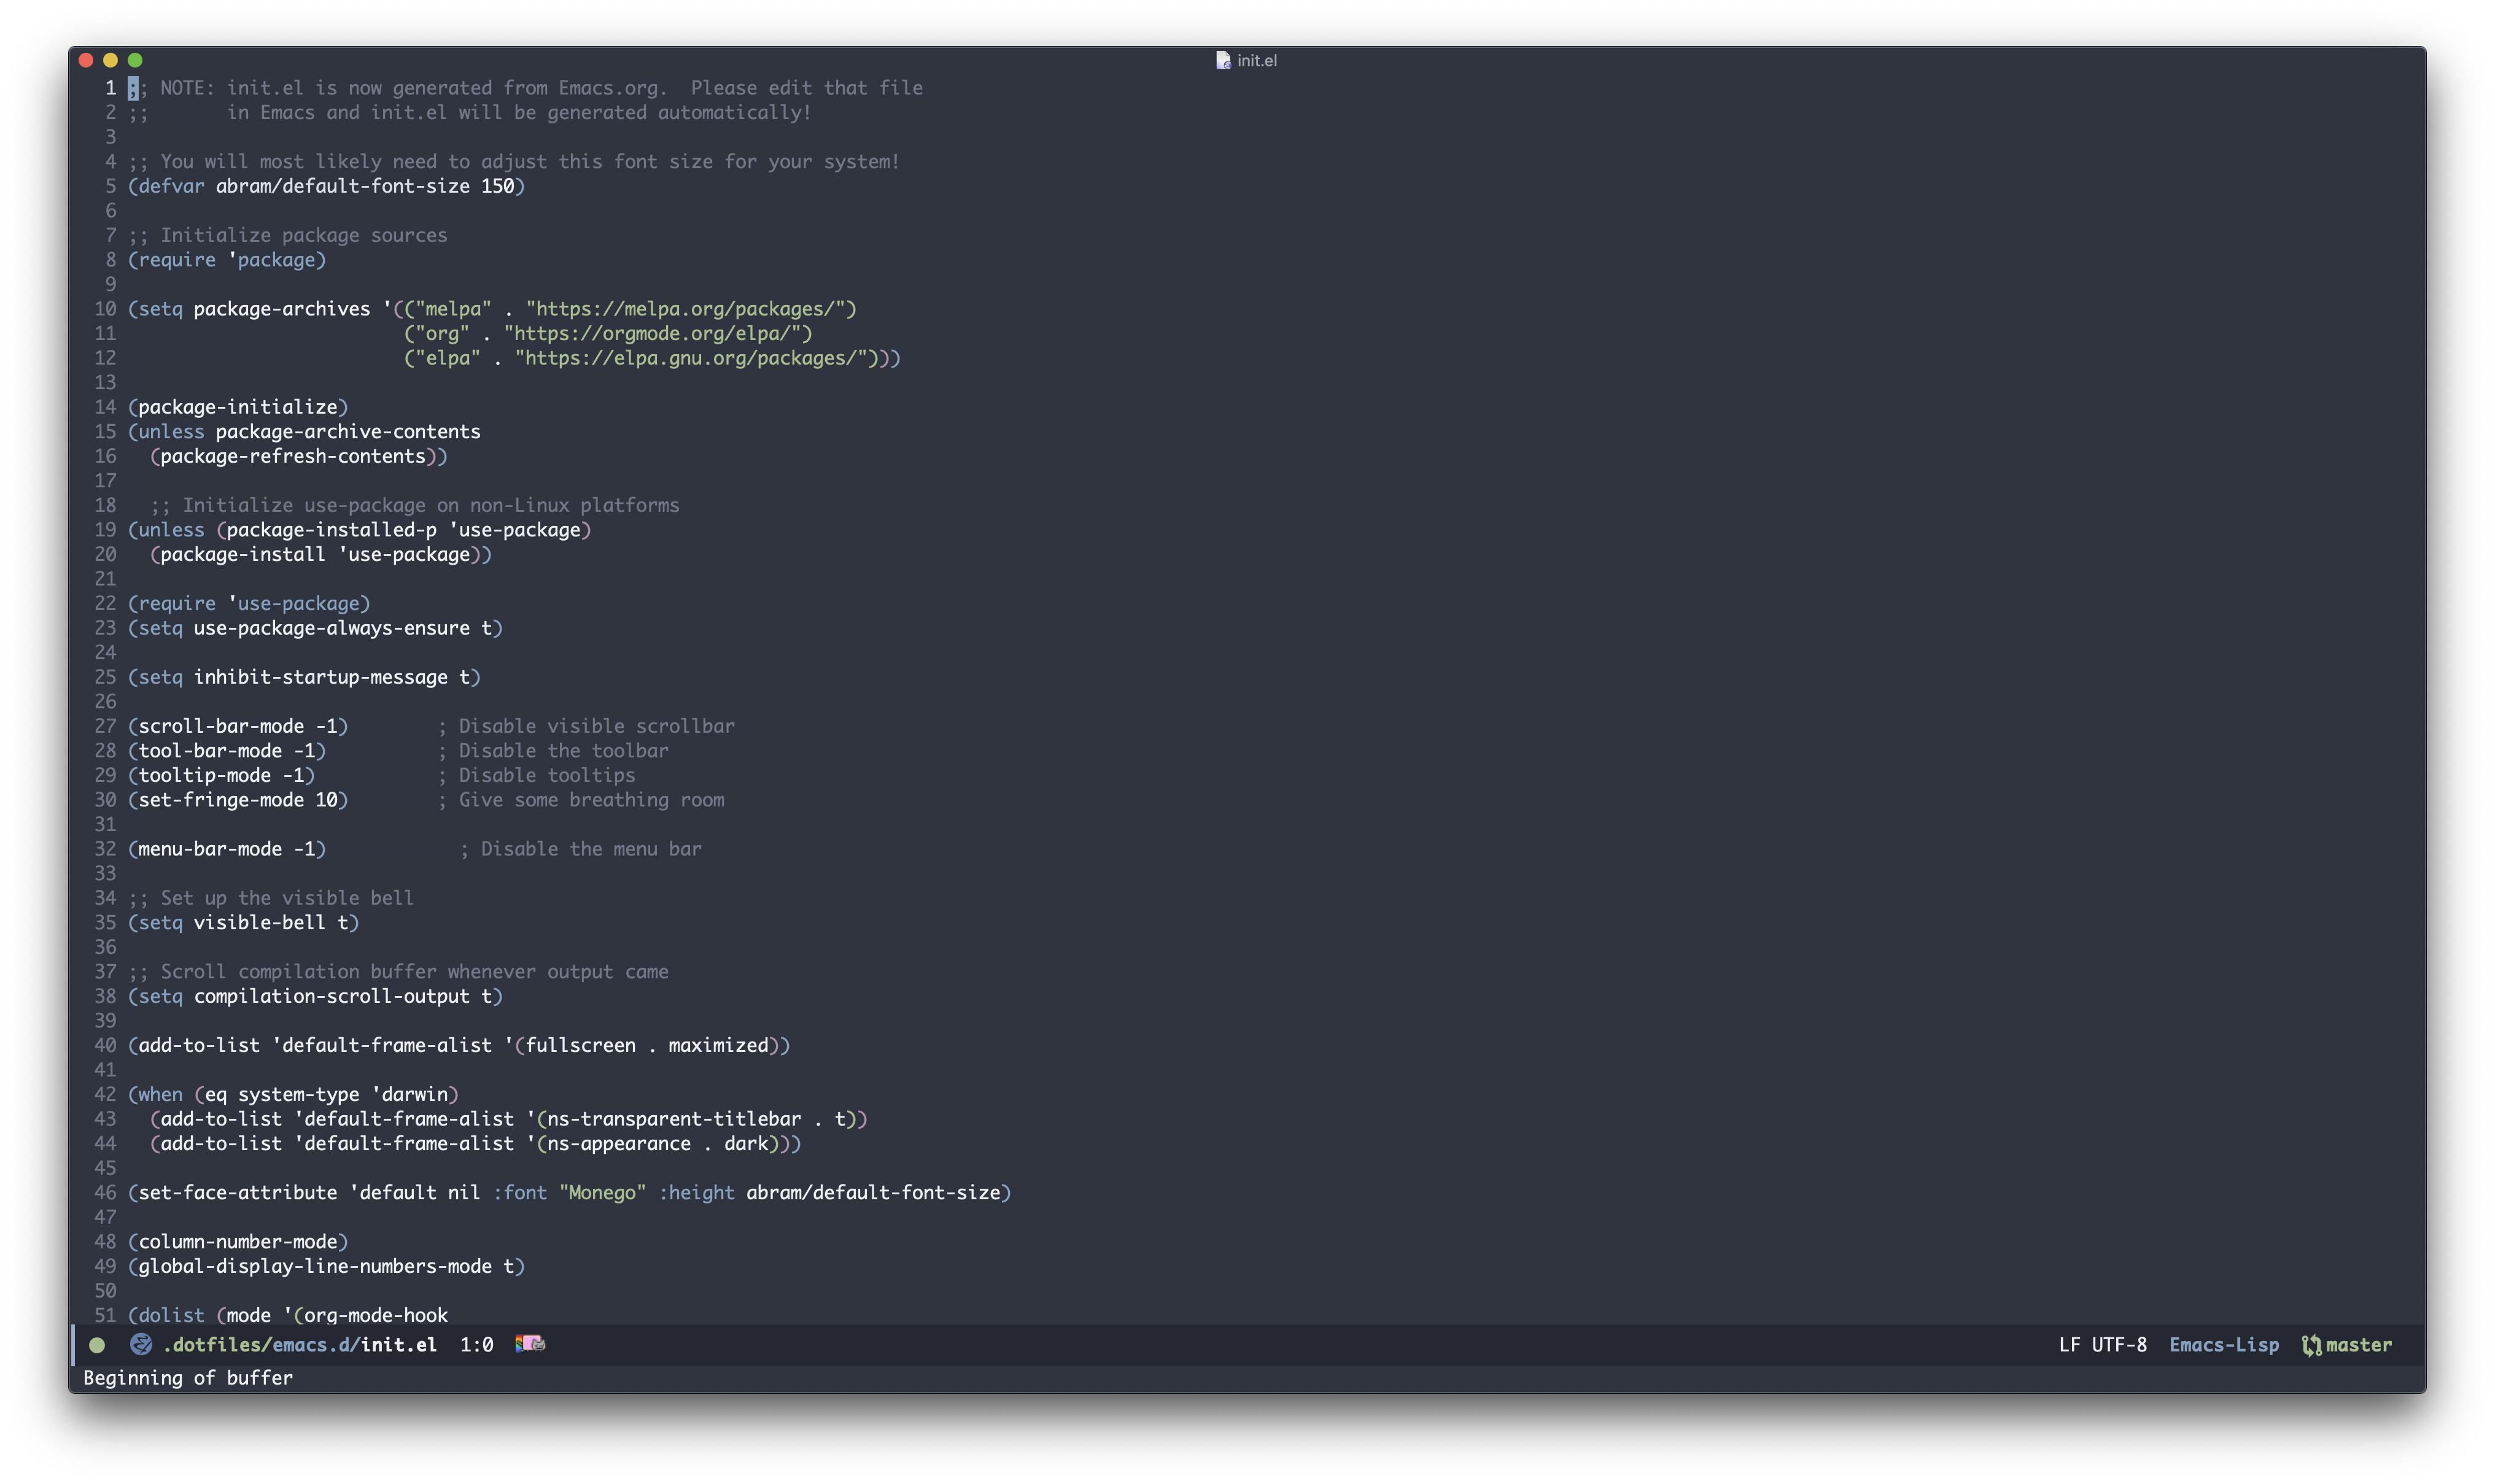 init.el
1 ;; NOTE: init.el is now generated from Emacs.org.  Please edit that file
2 ;;       in Emacs and init.el will be generated automatically!
3
4 ;; You will most likely need to adjust this font size for your system!
5 (defvar abram/default-font-size 150)
6
7 ;; Initialize package sources
8 (require 'package)
9
10 (setq package-archives '(("melpa" . "https://melpa.org/packages/")
11                          ("org" . "https://orgmode.org/elpa/")
12                          ("elpa" . "https://elpa.gnu.org/packages/")))
13
14 (package-initialize)
15 (unless package-archive-contents
16   (package-refresh-contents))
17
18   ;; Initialize use-package on non-Linux platforms
19 (unless (package-installed-p 'use-package)
20   (package-install 'use-package))
21
22 (require 'use-package)
23 (setq use-package-always-ensure t)
24
25 (setq inhibit-startup-message t)
26
27 (scroll-bar-mode -1)        ; Disable visible scrollbar
28 (tool-bar-mode -1)          ; Disable the toolbar
29 (tooltip-mode -1)           ; Disable tooltips
30 (set-fringe-mode 10)        ; Give some breathing room
31
32 (menu-bar-mode -1)            ; Disable the menu bar
33
34 ;; Set up the visible bell
35 (setq visible-bell t)
36
37 ;; Scroll compilation buffer whenever output came
38 (setq compilation-scroll-output t)
39
40 (add-to-list 'default-frame-alist '(fullscreen . maximized))
41
42 (when (eq system-type 'darwin)
43   (add-to-list 'default-frame-alist '(ns-transparent-titlebar . t))
44   (add-to-list 'default-frame-alist '(ns-appearance . dark)))
45
46 (set-face-attribute 'default nil :font "Monego" :height abram/default-font-size)
47
48 (column-number-mode)
49 (global-display-line-numbers-mode t)
50
51 (dolist (mode '(org-mode-hook
.dotfiles/emacs.d/init.el  1:0  LF UTF-8  Emacs-Lisp  master
Beginning of buffer